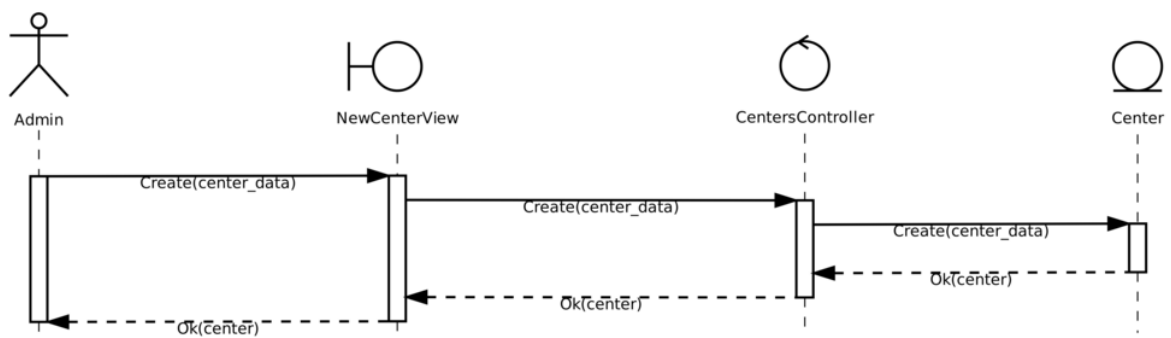 Admin
NewCenterView
CentersController
Center
Create(center_data)
Create(center_data)
Create(center_data)
Ok(center)
Ok(center)
Ok(center)